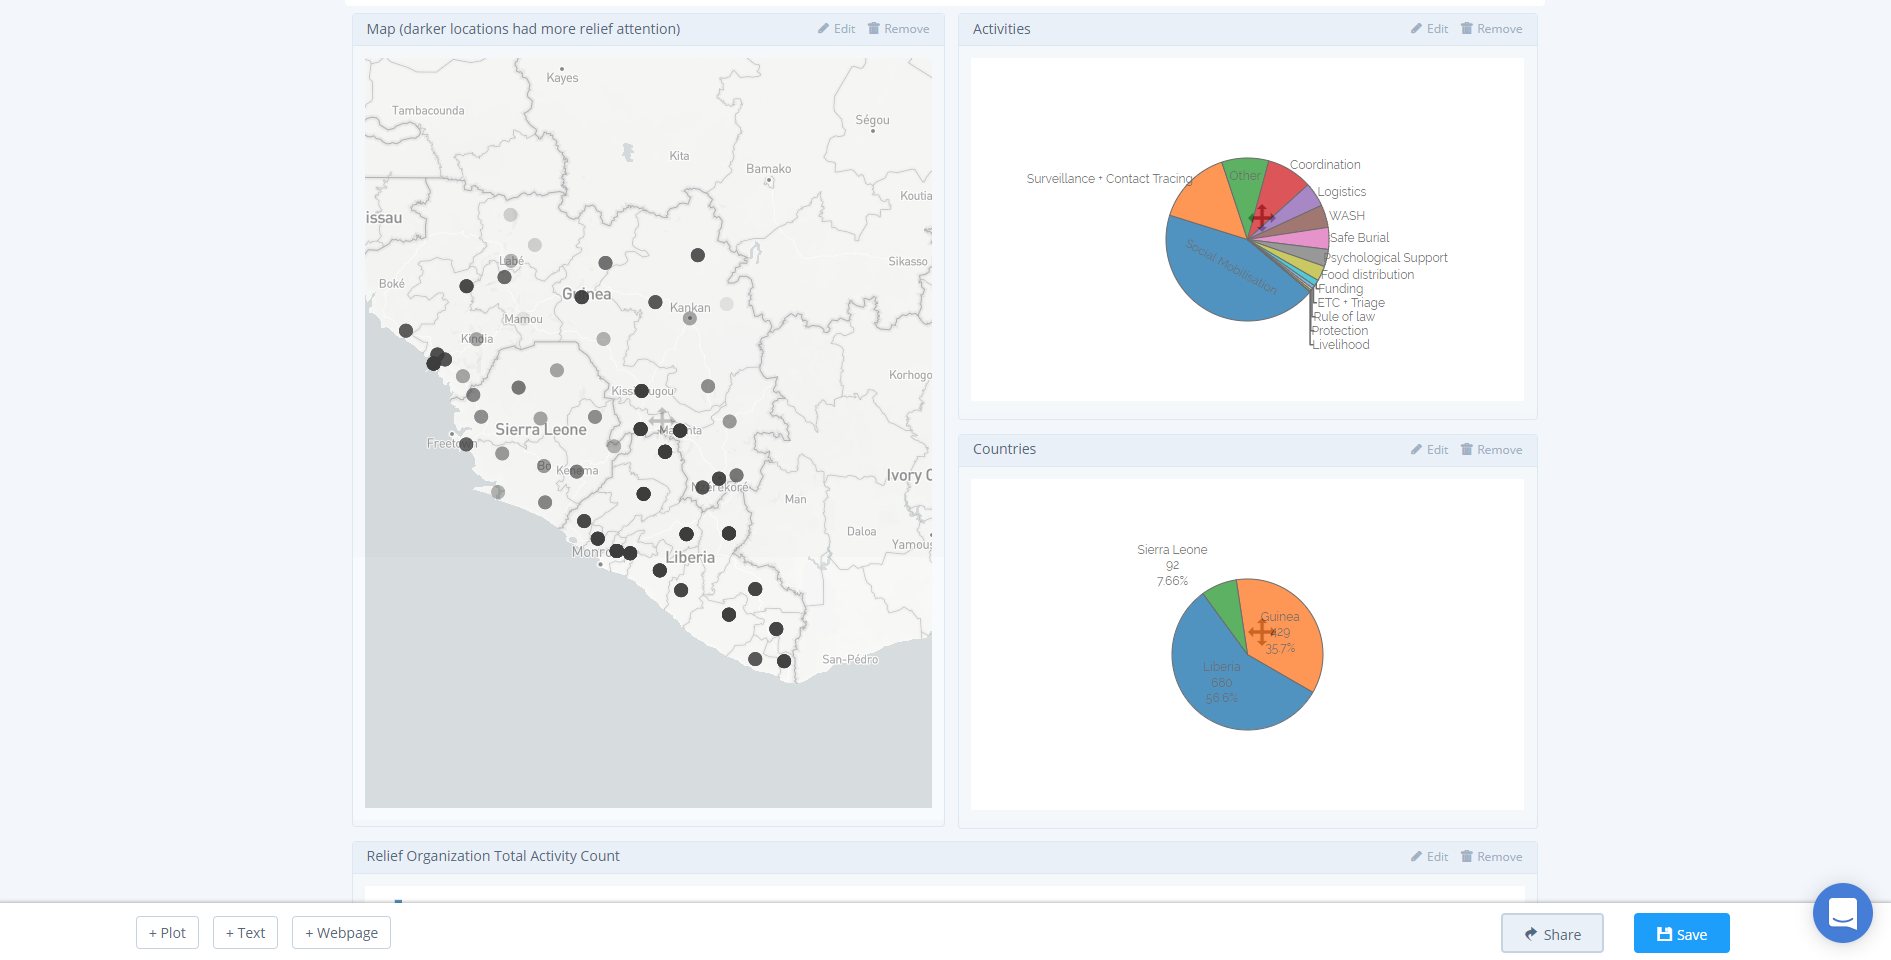 Map (darker locations had more relief attention)
Edit
Remove
Kayes
Tambacounda
Ségou
Kita
Bamako
Koutia
issau
Labé
Sikasso
Boké
Guinea
Kankan
Mamou
Kindia
Korhogo
Sierra Leone
Freetown
Bo
Kenema
Nzérékoré
Ivory C
Man
Daloa
Yamous
Monro
Liberia
San-Pédro
Activities
Edit
Remove
Coordination
Surveillance + Contact Tracing
Other
Logistics
WASH
Safe Burial
Psychological Support
Food distribution
Funding
ETC + Triage
Rule of law
Protection
Livelihood
Social Mobilisation
Countries
Edit
Remove
Sierra Leone
92
7.66%
Guinea
429
35.7%
Liberia
680
56.6%
Relief Organization Total Activity Count
Edit
Remove
+ Plot
+ Text
+ Webpage
Share
Save